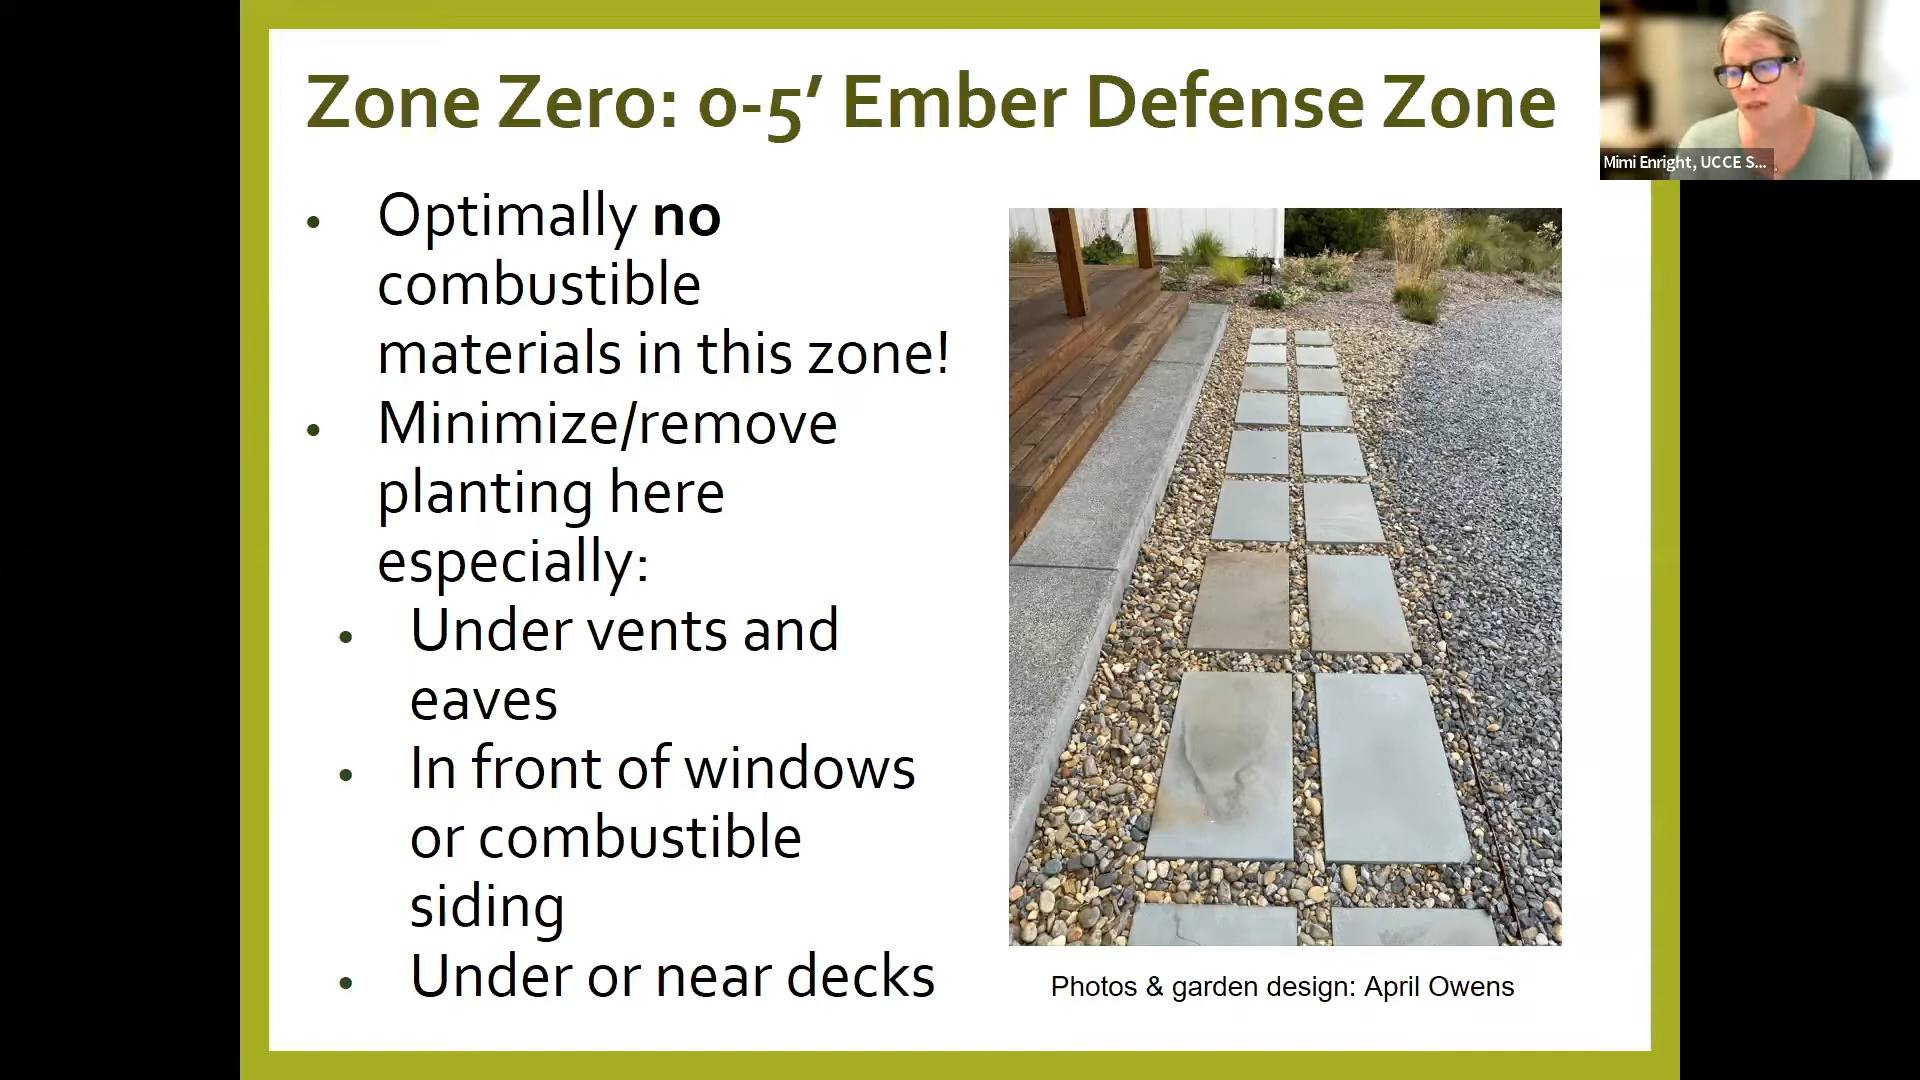 Zone Zero: 0-5′ Ember Defense Zone
Mimi Enright, UCCE S...
• Optimally no
combustible
materials in this zone!
• Minimize/remove
planting here
especially:
• Under vents and
eaves
• In front of windows
or combustible
siding
• Under or near decks
Photos & garden design: April Owens